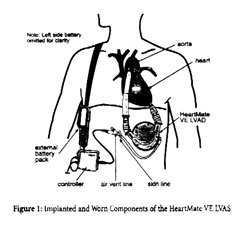 Note: Left side battery
omitted for clarity
aorta
heart
HeartMate
VE LVAD
external
battery
pack
controller
air vent line
skin line
Figure 1: Implanted and Worn Components of the HeartMate VE LVAS